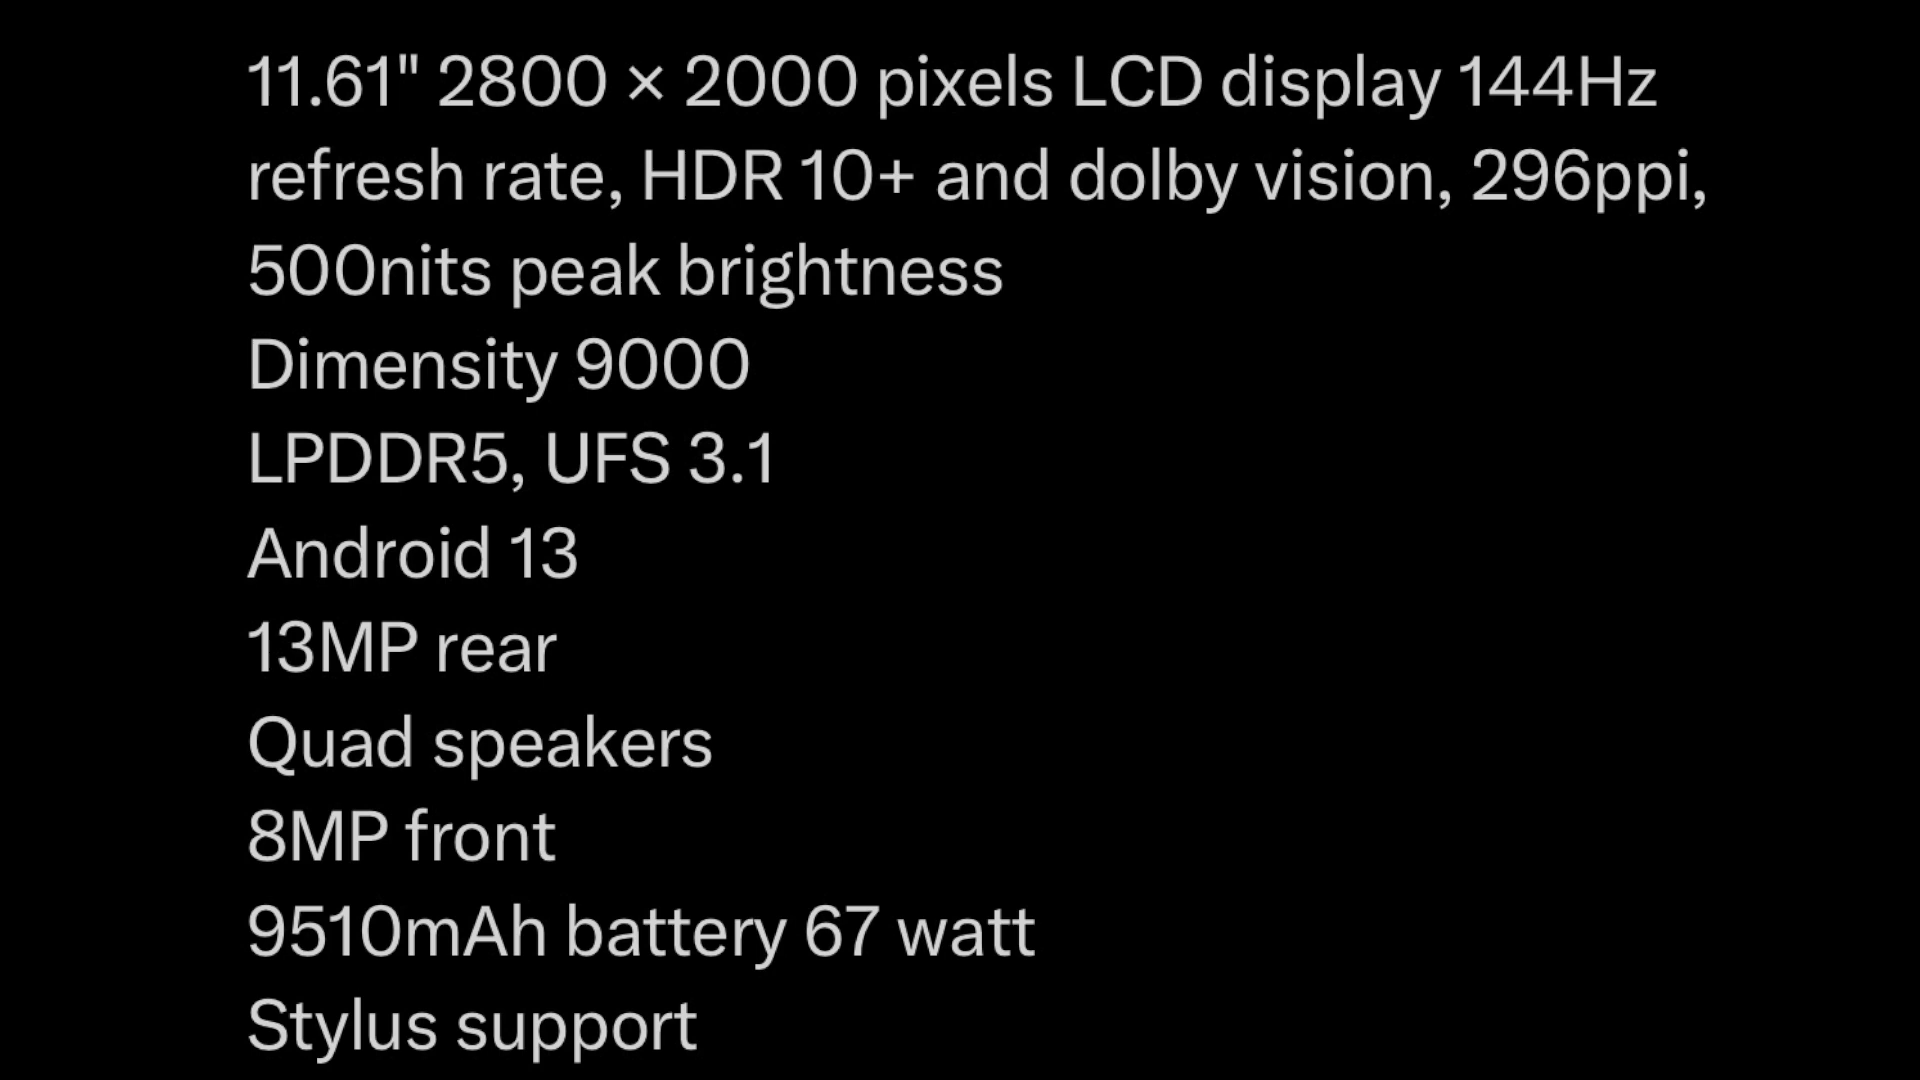 11.61" 2800 × 2000 pixels LCD display 144Hz
refresh rate, HDR 10+ and dolby vision, 296ppi,
500nits peak brightness
Dimensity 9000
LPDDR5, UFS 3.1
Android 13
13MP rear
Quad speakers
8MP front
9510mAh battery 67 watt
Stylus support